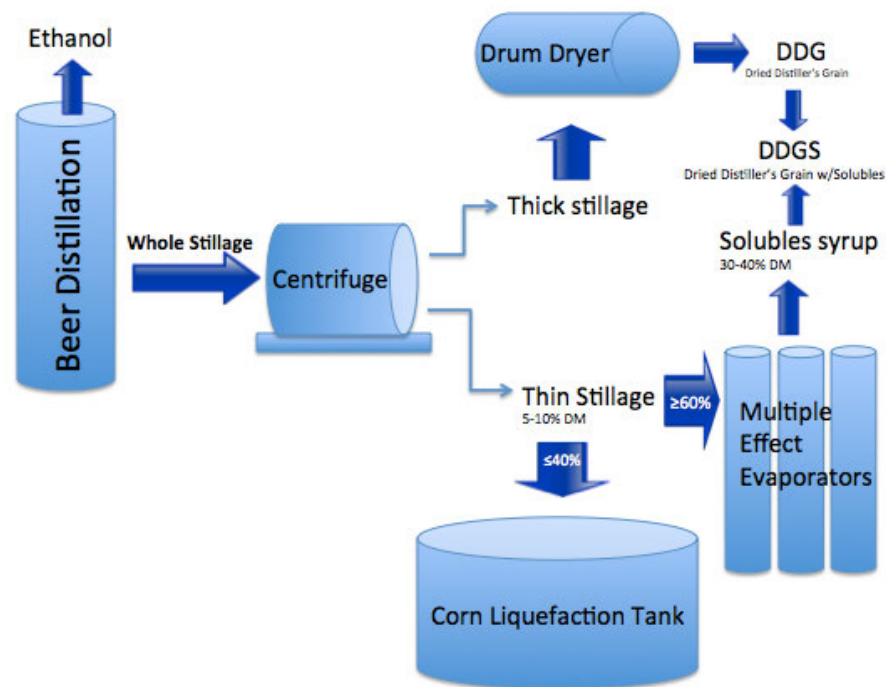 Ethanol
Beer Distillation
Whole Stillage
Centrifuge
Drum Dryer
DDG
Dried Distiller's Grain
DDGS
Dried Distiller's Grain w/Solubles
Thick stillage
Solubles syrup
30-40% DM
Thin Stillage
5-10% DM
≥60%
≤40%
Multiple
Effect
Evaporators
Corn Liquefaction Tank